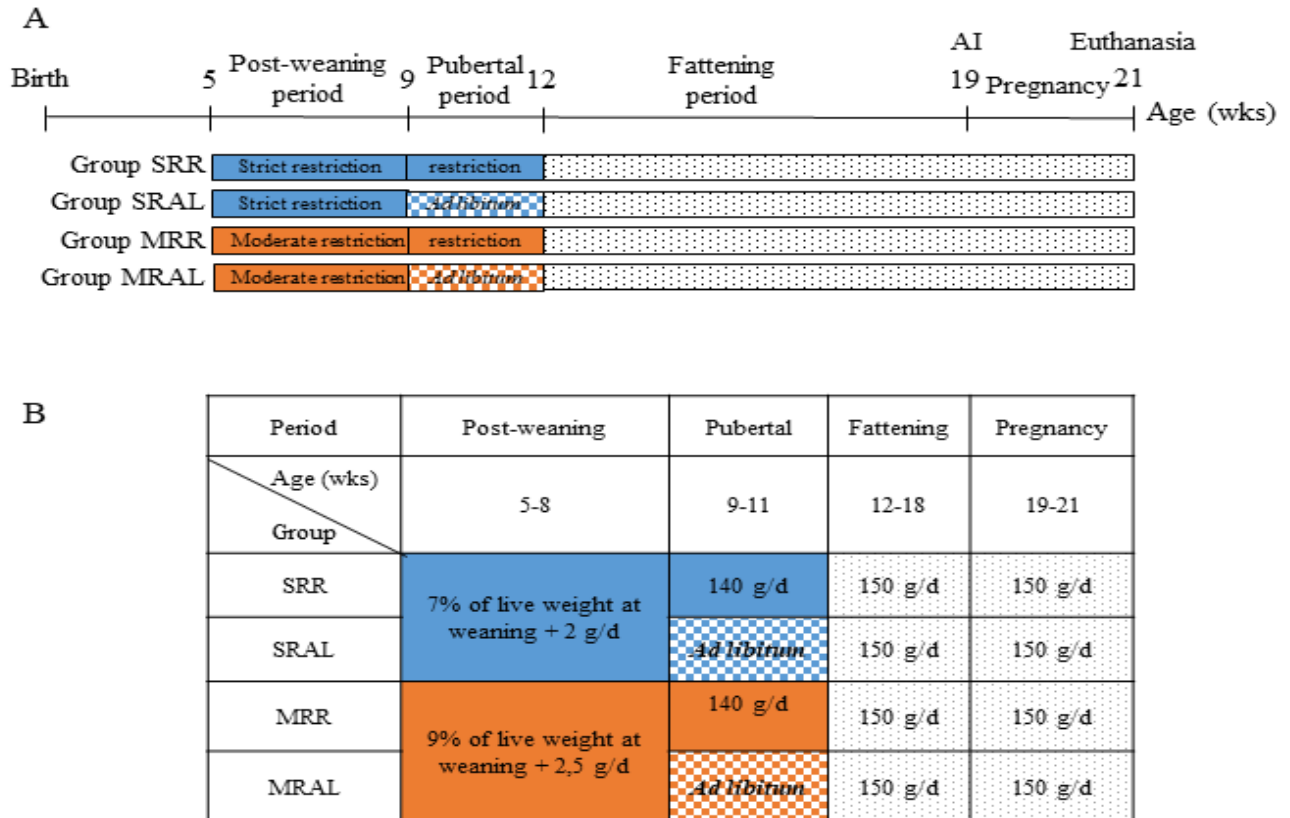 A
AI Euthanasia
Birth 5 Post-weaning period 9 Pubertal period 12 Fattening period 19 Pregnancy 21 Age (wks)
Group SRR Strict restriction restriction
Group SRAL Strict restriction Ad libitum
Group MRR Moderate restriction restriction
Group MRAL Moderate restriction Ad libitum
B
Period Post-weaning Pubertal Fattening Pregnancy
Age (wks)
Group
5-8 9-11 12-18 19-21
SRR 140 g/d 150 g/d 150 g/d
7% of live weight at
weaning + 2 g/d
SRAL Ad libitum 150 g/d 150 g/d
MRR 140 g/d 150 g/d 150 g/d
9% of live weight at
weaning + 2,5 g/d
MRAL Ad libitum 150 g/d 150 g/d